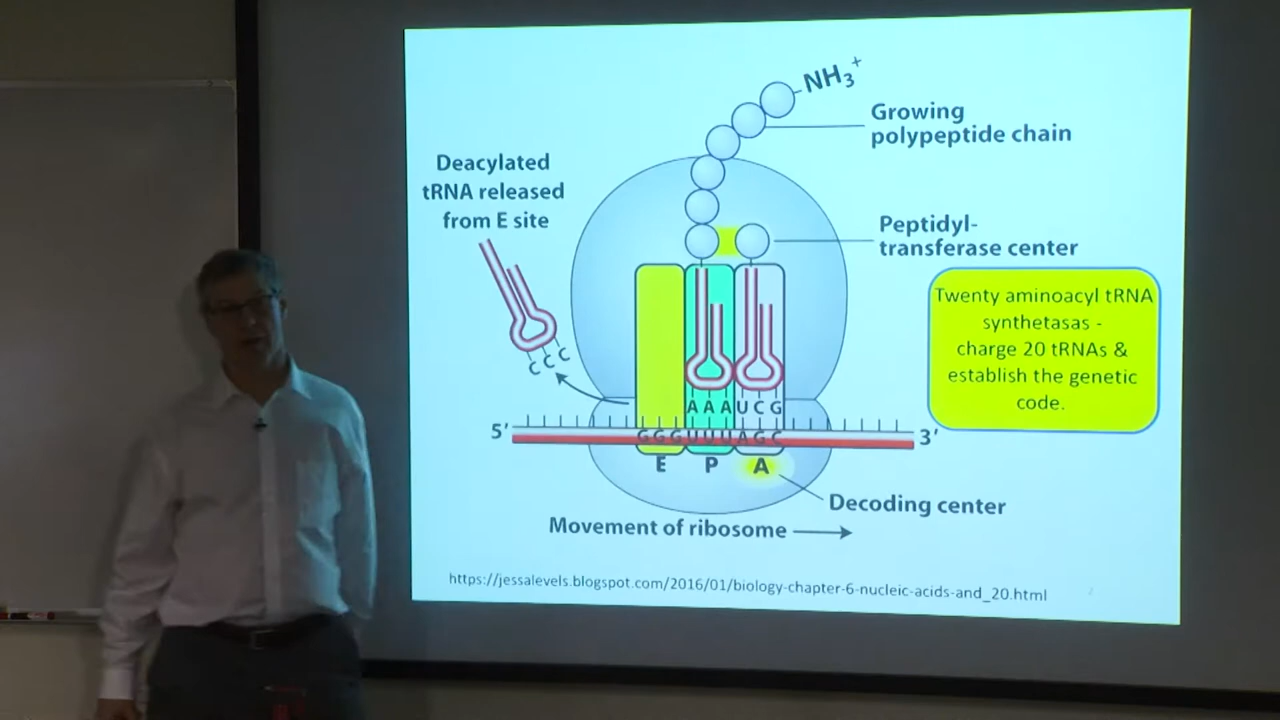 NH3+
Growing
polypeptide chain
Deacylated
tRNA released
from E site
Peptidyl-
transferase center
Twenty aminoacyl tRNA
synthetasas -
charge 20 tRNAs &
establish the genetic
code.
C C C
A A A U C G
5' 3'
G G G U U U A G C
E P A
Decoding center
Movement of ribosome
https://jessalevels.blogspot.com/2016/01/biology-chapter-6-nucleic-acids-and_20.html
2